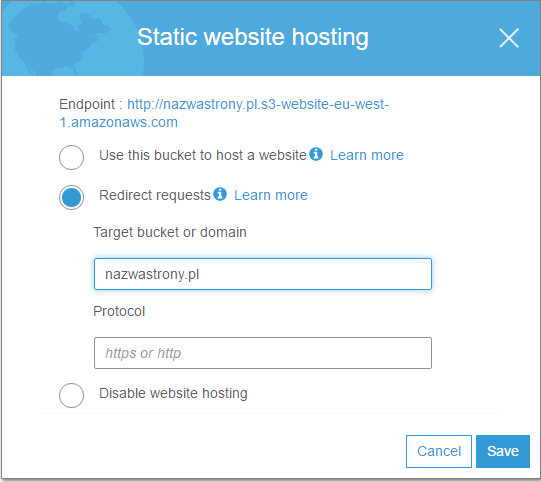 Static website hosting
Endpoint : http://nazwastrony.pl.s3-website-eu-west-
1.amazonaws.com
Use this bucket to host a website Learn more
Redirect requests Learn more
Target bucket or domain
nazwastrony.pl
Protocol
https or http
Disable website hosting
Cancel Save